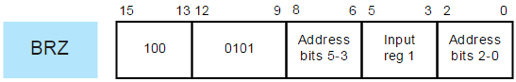 15 13 12 9 8 6 5 3 2 0
BRZ 100 0101 Address Input Address
bits 5-3 reg 1 bits 2-0